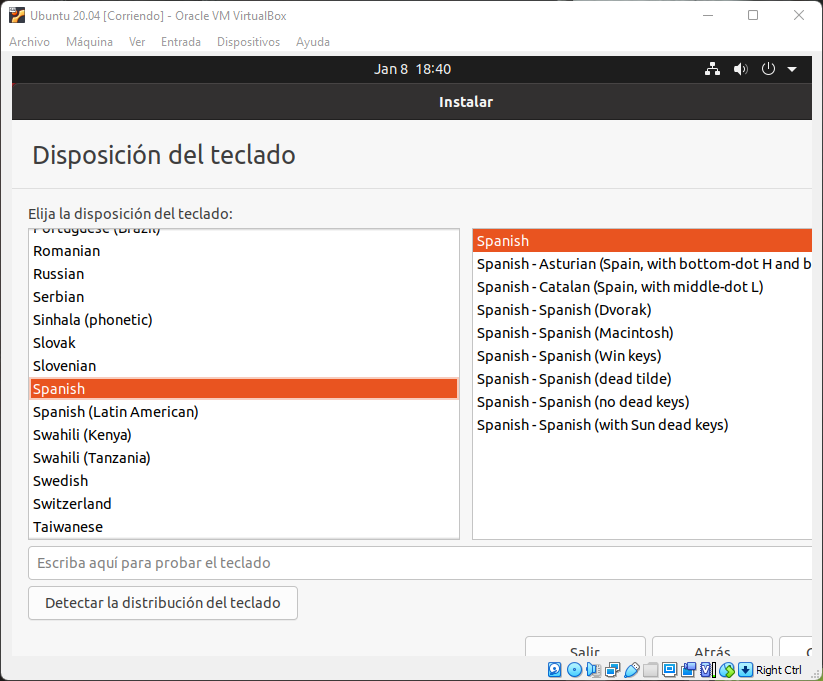 Ubuntu 20.04 [Corriendo] - Oracle VM VirtualBox
Archivo Máquina Ver Entrada Dispositivos Ayuda
Jan 8 18:40
Instalar
Disposición del teclado
Elija la disposición del teclado:
Portuguese (Brazil)
Romanian
Russian
Serbian
Sinhala (phonetic)
Slovak
Slovenian
Spanish
Spanish (Latin American)
Swahili (Kenya)
Swahili (Tanzania)
Swedish
Switzerland
Taiwanese
Spanish
Spanish - Asturian (Spain, with bottom-dot H and b
Spanish - Catalan (Spain, with middle-dot L)
Spanish - Spanish (Dvorak)
Spanish - Spanish (Macintosh)
Spanish - Spanish (Win keys)
Spanish - Spanish (dead tilde)
Spanish - Spanish (no dead keys)
Spanish - Spanish (with Sun dead keys)
Escriba aquí para probar el teclado
Detectar la distribución del teclado
Salir Atrás
Right Ctrl